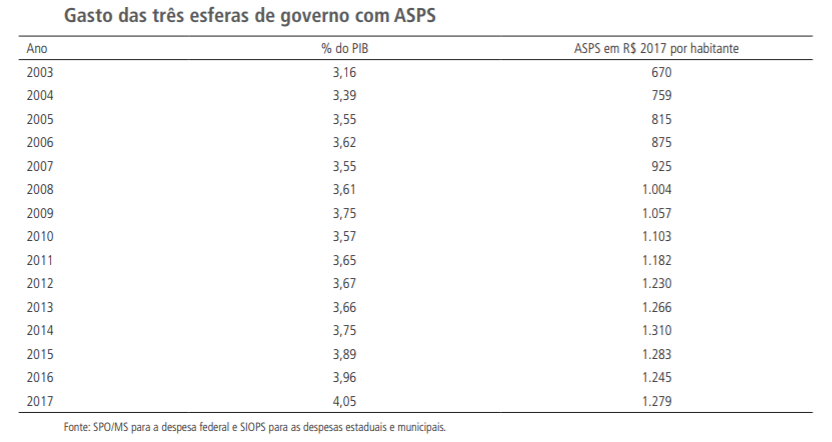 Gasto das três esferas de governo com ASPS
Ano % do PIB ASPS em R$ 2017 por habitante
2003 3,16 670
2004 3,39 759
2005 3,55 815
2006 3,62 875
2007 3,55 925
2008 3,61 1.004
2009 3,75 1.057
2010 3,57 1.103
2011 3,65 1.182
2012 3,67 1.230
2013 3,66 1.266
2014 3,75 1.310
2015 3,89 1.283
2016 3,96 1.245
2017 4,05 1.279
Fonte: SPO/MS para a despesa federal e SIOPS para as despesas estaduais e municipais.